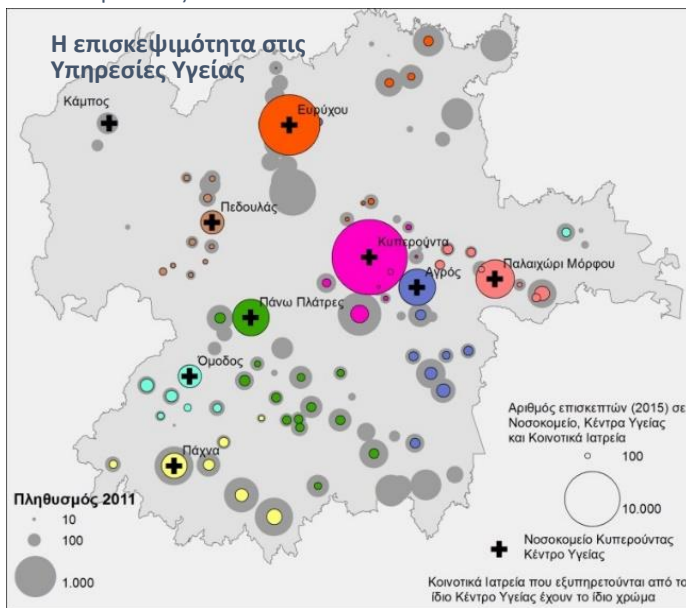 Η επισκεψιμότητα στις
Υπηρεσίες Υγείας
Κάμπος
Ευρύχου
Πεδουλάς
Κυπερούντα
Αγρός
Παλαιχώρι Μόρφου
Πάνω Πλάτρες
Όμοδος
Πάχνα
Πληθυσμός 2011
10
100
1.000
Αριθμός επισκεπτών (2015) σε
Νοσοκομείο, Κέντρα Υγείας
και Κοινοτικά Ιατρεία
100
10.000
Νοσοκομείο Κυπερούντας
Κέντρο Υγείας
Κοινοτικά Ιατρεία που εξυπηρετούνται από το
ίδιο Κέντρο Υγείας έχουν το ίδιο χρώμα